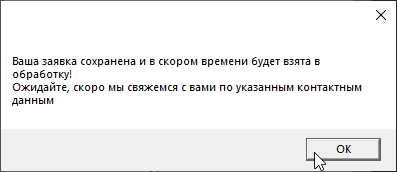 Ваша заявка сохранена и в скором времени будет взята в
обработку!
Ожидайте, скоро мы свяжемся с вами по указанным контактным
данным
OK